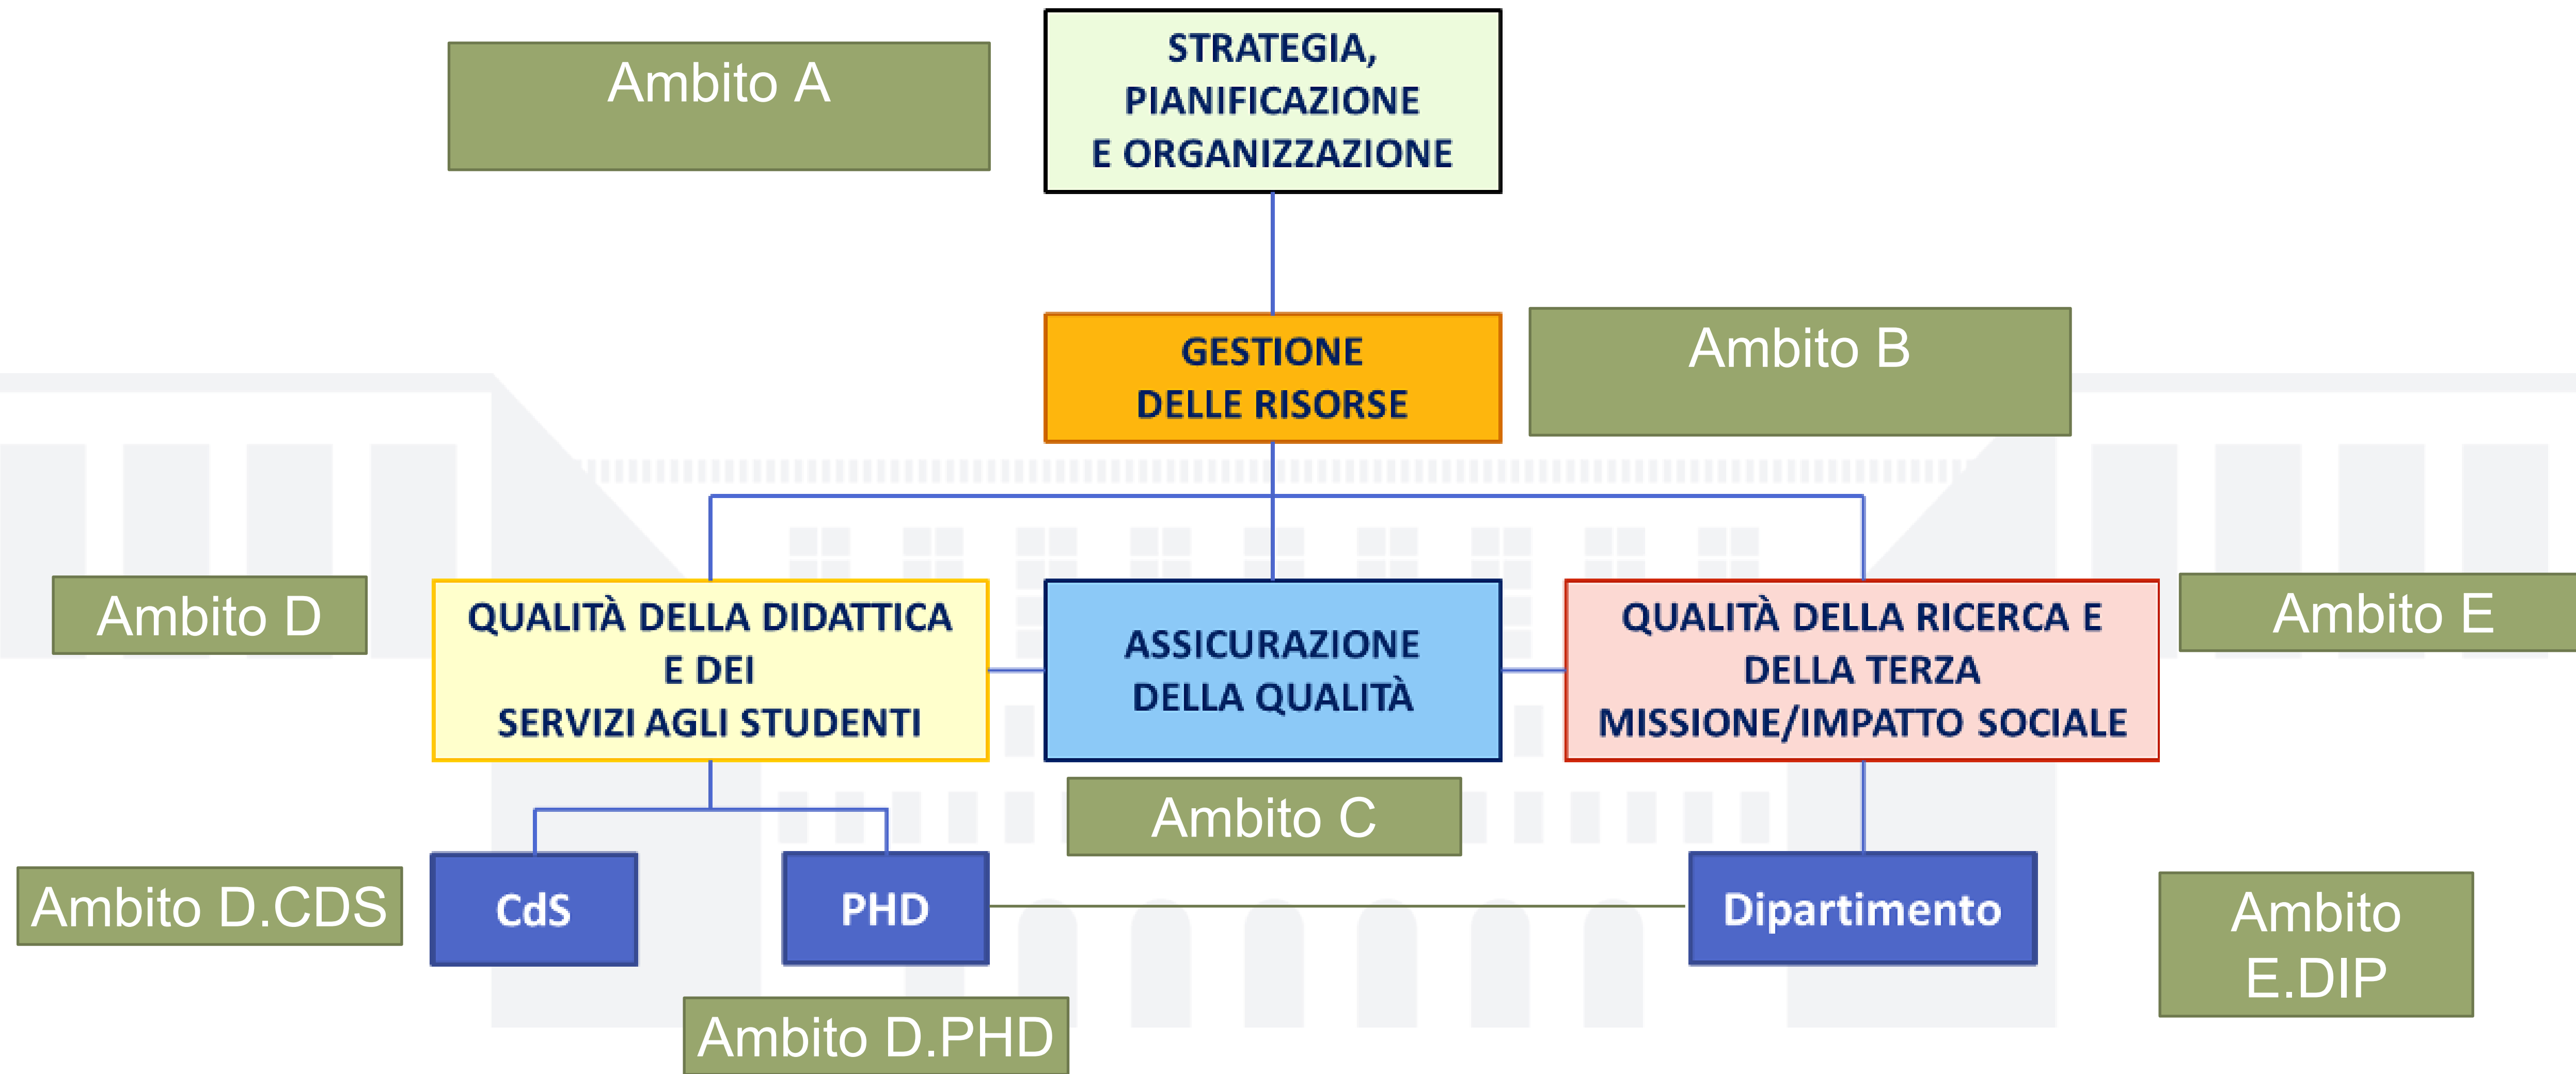 Ambito A
STRATEGIA,
PIANIFICAZIONE
E ORGANIZZAZIONE
GESTIONE
DELLE RISORSE
Ambito B
Ambito D
QUALITÀ DELLA DIDATTICA
E DEI
SERVIZI AGLI STUDENTI
ASSICURAZIONE
DELLA QUALITÀ
QUALITÀ DELLA RICERCA E
DELLA TERZA
MISSIONE/IMPATTO SOCIALE
Ambito E
Ambito C
Ambito D.CDS
CdS
PHD
Dipartimento
Ambito
E.DIP
Ambito D.PHD